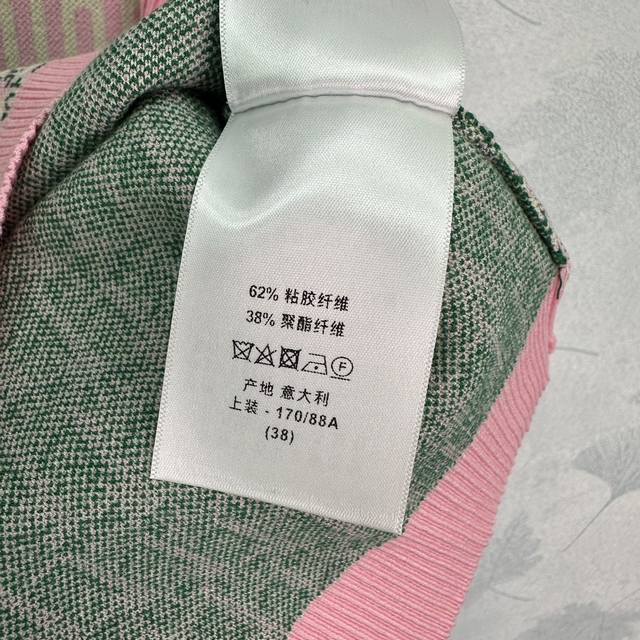 62% 粘胶纤维
38% 聚酯纤维
F
产地 意大利
上装 - 170/88A
(38)